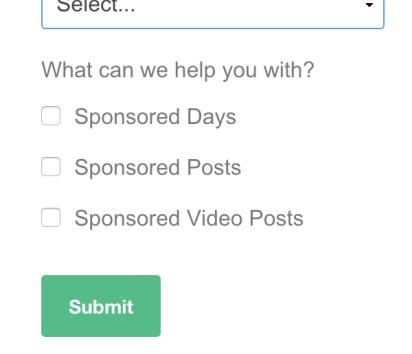 Select...
What can we help you with?
Sponsored Days
Sponsored Posts
Sponsored Video Posts
Submit